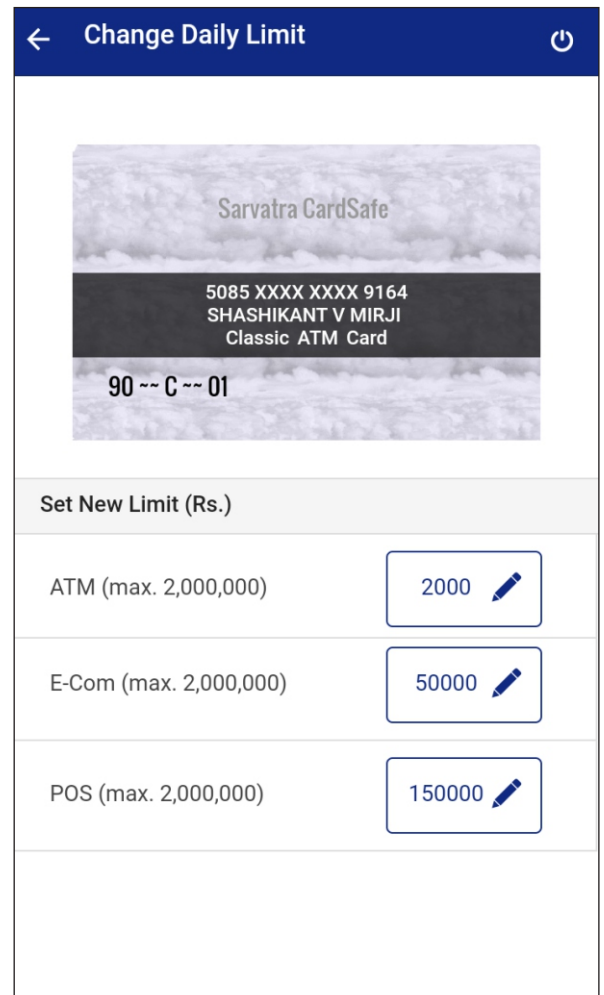 Change Daily Limit
Sarvatra CardSafe
5085 XXXX XXXX 9164
SHASHIKANT V MIRJI
Classic ATM Card
90 ~~ C ~~ 01
Set New Limit (Rs.)
ATM (max. 2,000,000) 2000
E-Com (max. 2,000,000) 50000
POS (max. 2,000,000) 150000